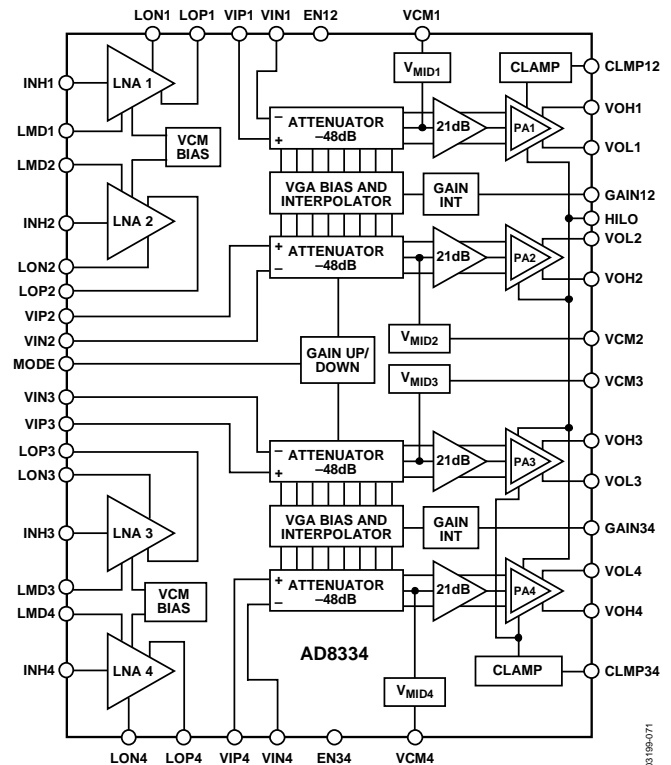 LON1 LOP1 VIP1 VIN1 EN12 VCM1
INH1
LNA 1
VMID1
CLAMP
CLMP12
LMD1
VCM
BIAS
– ATTENUATOR
+ –48dB
21dB
PA1
VOH1
VOL1
LMD2
VGA BIAS AND
INTERPOLATOR
GAIN
INT
GAIN12
HILO
INH2
LNA 2
+ ATTENUATOR
– –48dB
21dB
PA2
VOL2
VOH2
LON2
LOP2
VIP2
VIN2
MODE
GAIN UP/
DOWN
VMID2
VCM2
VMID3
VCM3
VIN3
VIP3
LOP3
LON3
– ATTENUATOR
+ –48dB
21dB
PA3
VOH3
VOL3
INH3
LNA 3
VGA BIAS AND
INTERPOLATOR
GAIN
INT
GAIN34
LMD3
LMD4
VCM
BIAS
+ ATTENUATOR
– –48dB
21dB
PA4
VOL4
VOH4
INH4
LNA 4
AD8334
CLAMP
CLMP34
VMID4
LON4 LOP4 VIP4 VIN4 EN34 VCM4
03199-071